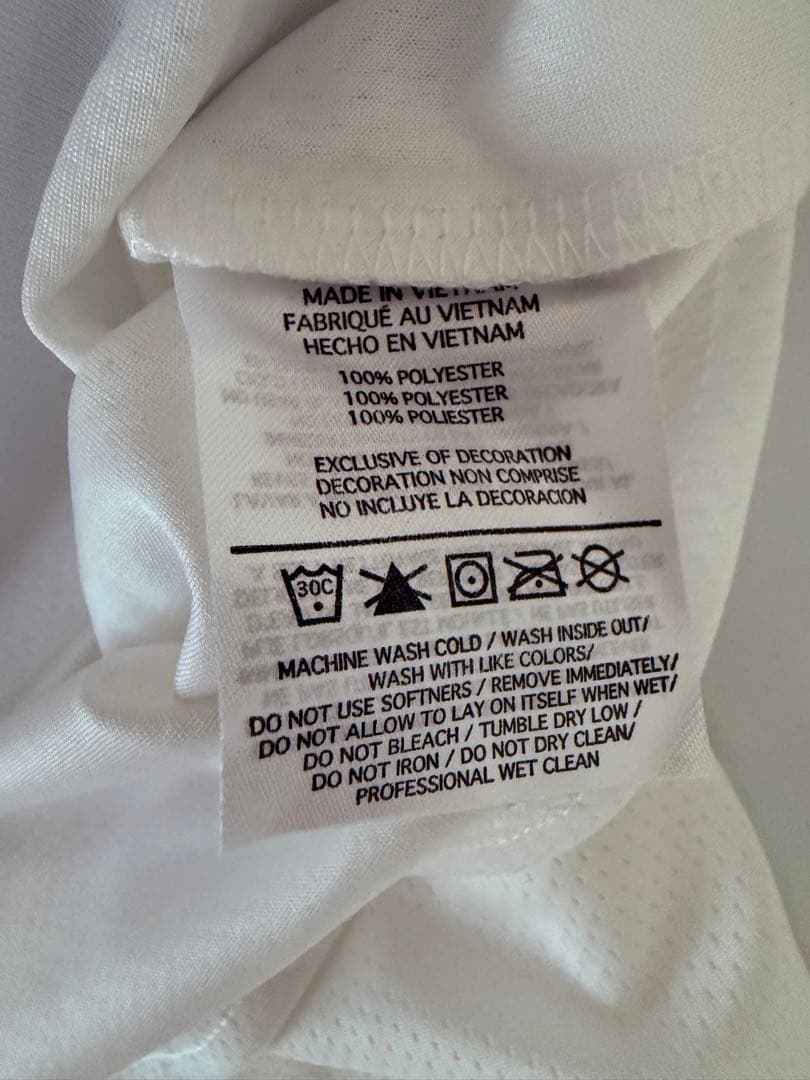 MADE IN VIETNAM
FABRIQUÉ AU VIETNAM
HECHO EN VIETNAM
100% POLYESTER
100% POLYESTER
100% POLIESTER
EXCLUSIVE OF DECORATION
DECORATION NON COMPRISE
NO INCLUYE LA DECORACION
30C
MACHINE WASH COLD / WASH INSIDE OUT/
WASH WITH LIKE COLORS/
DO NOT USE SOFTNERS / REMOVE IMMEDIATELY/
DO NOT ALLOW TO LAY ON ITSELF WHEN WET/
DO NOT BLEACH / TUMBLE DRY LOW /
DO NOT IRON / DO NOT DRY CLEAN/
PROFESSIONAL WET CLEAN